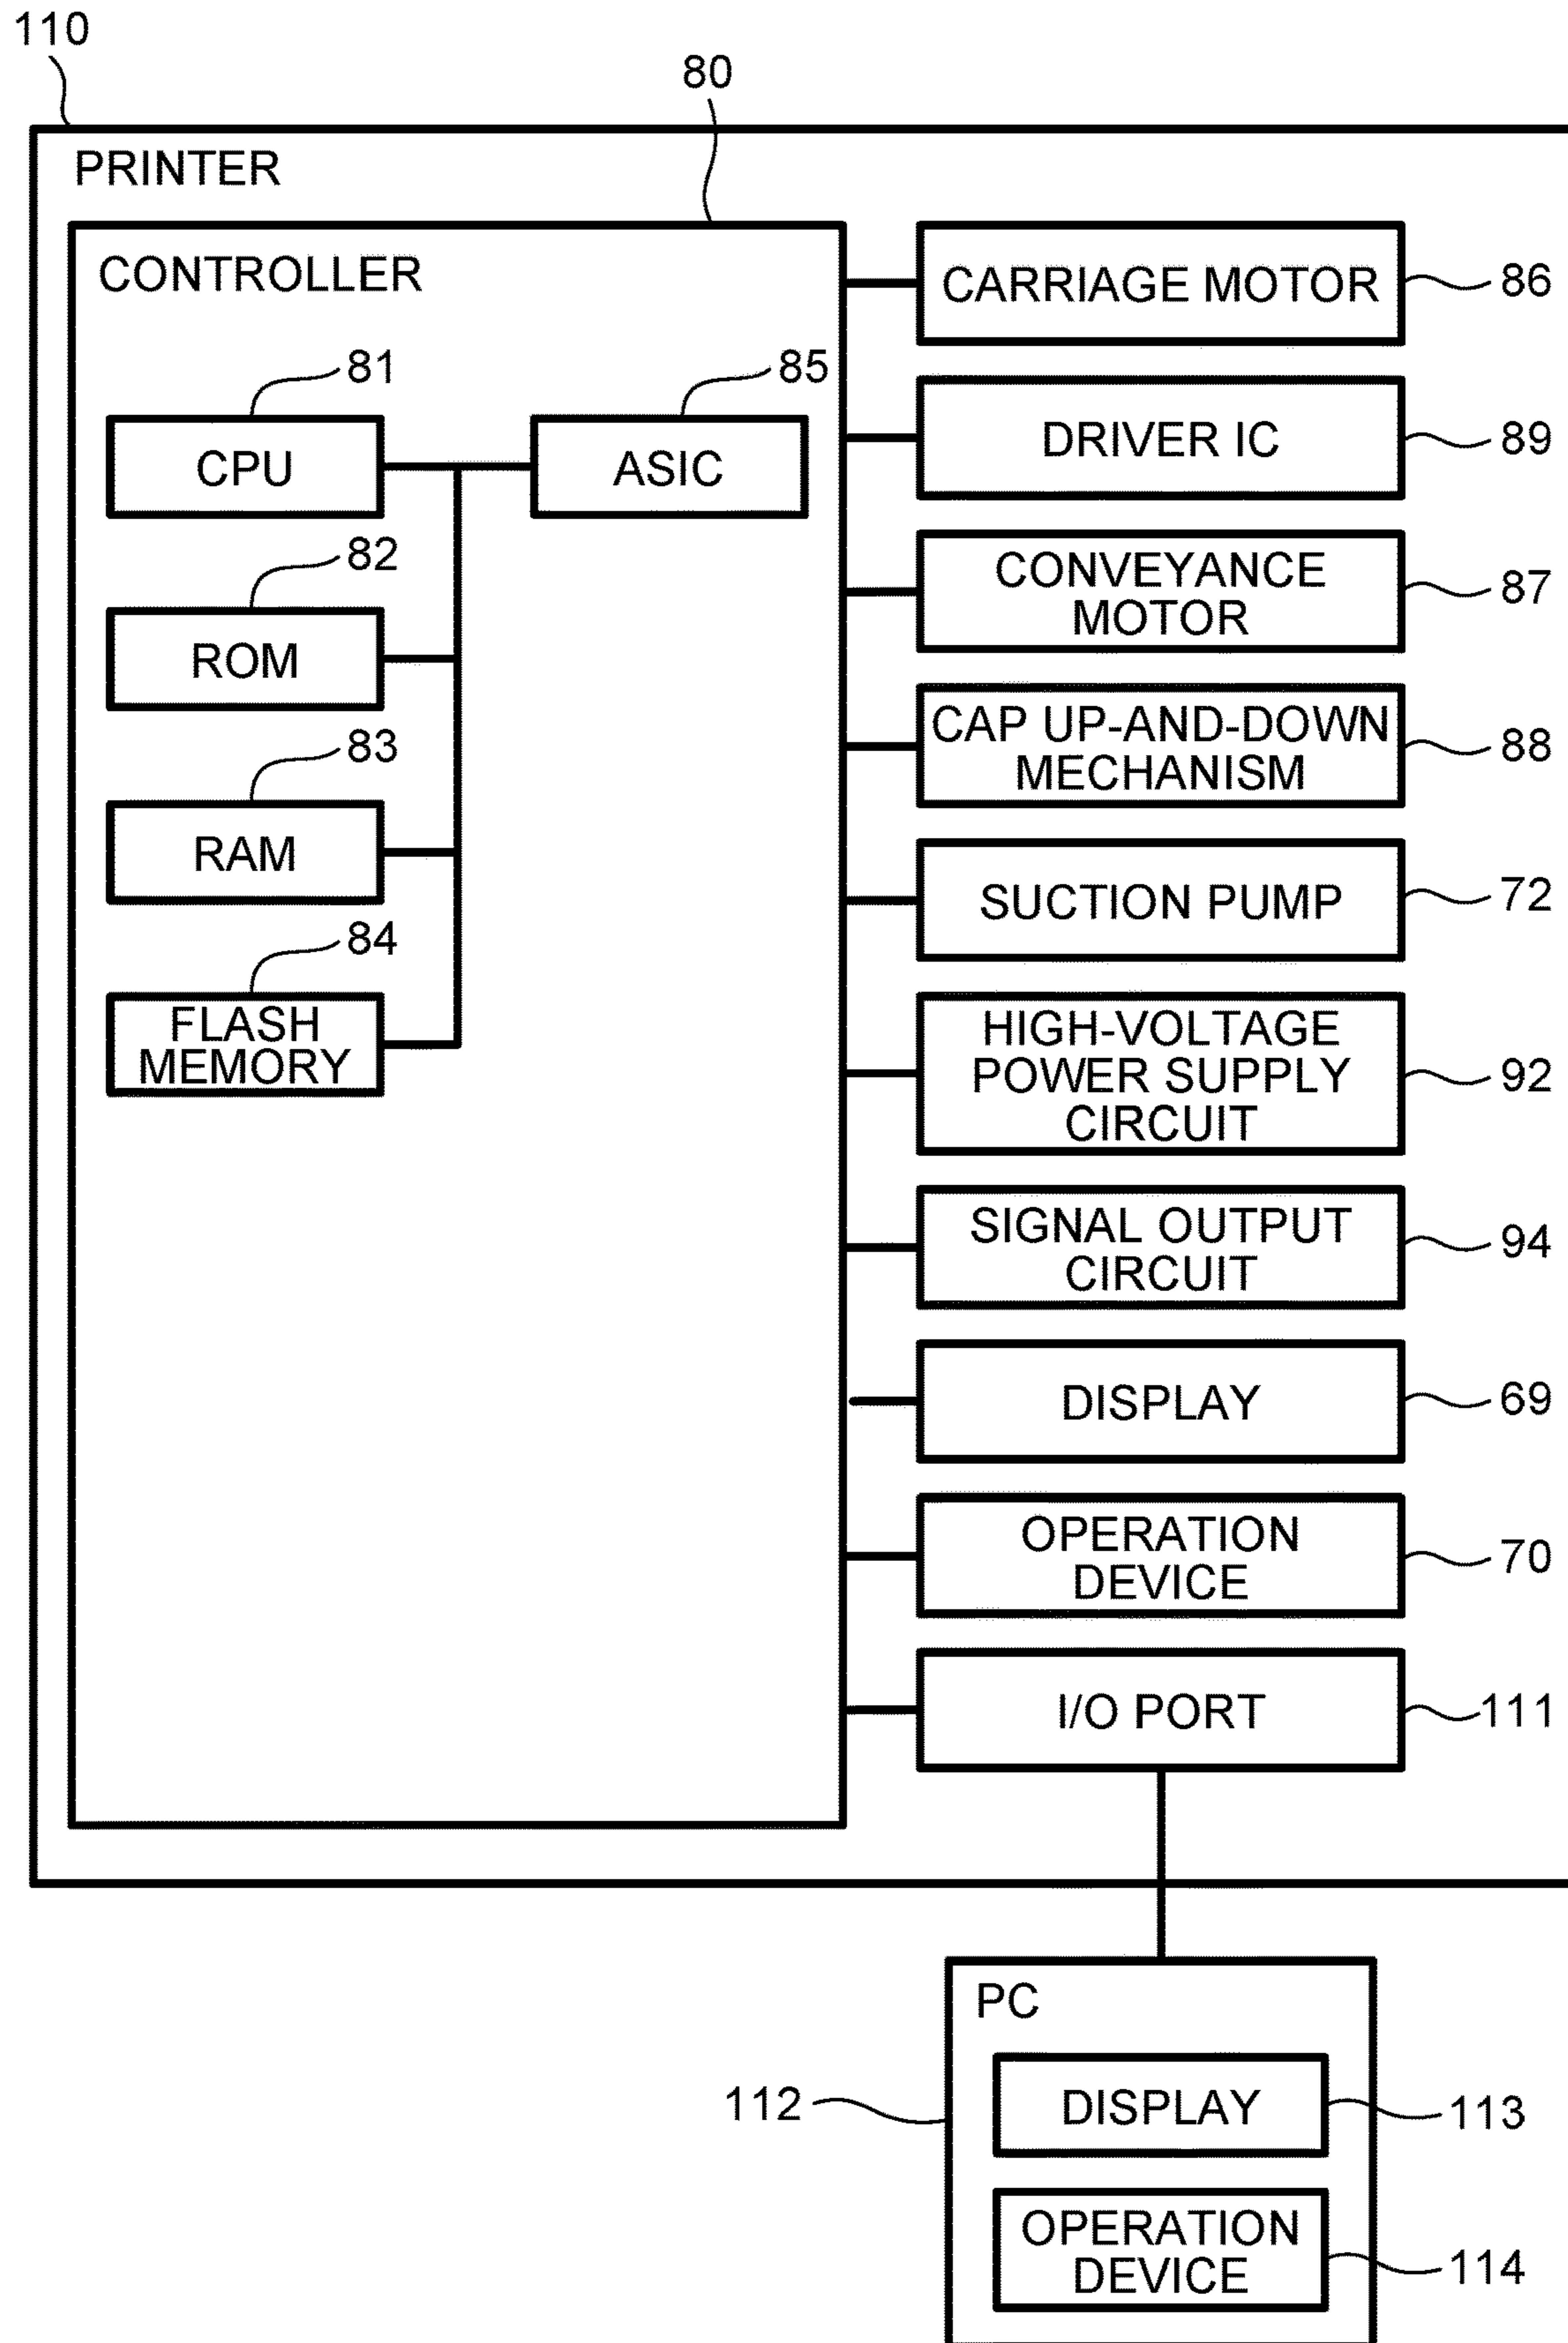 110
80
PRINTER
CONTROLLER
81
CPU
85
ASIC
82
ROM
83
RAM
84
FLASH
MEMORY
CARRIAGE MOTOR
86
DRIVER IC
89
CONVEYANCE
MOTOR
87
CAP UP-AND-DOWN
MECHANISM
88
SUCTION PUMP
72
HIGH-VOLTAGE
POWER SUPPLY
CIRCUIT
92
SIGNAL OUTPUT
CIRCUIT
94
DISPLAY
69
OPERATION
DEVICE
70
I/O PORT
111
PC
112
DISPLAY
113
OPERATION
DEVICE
114